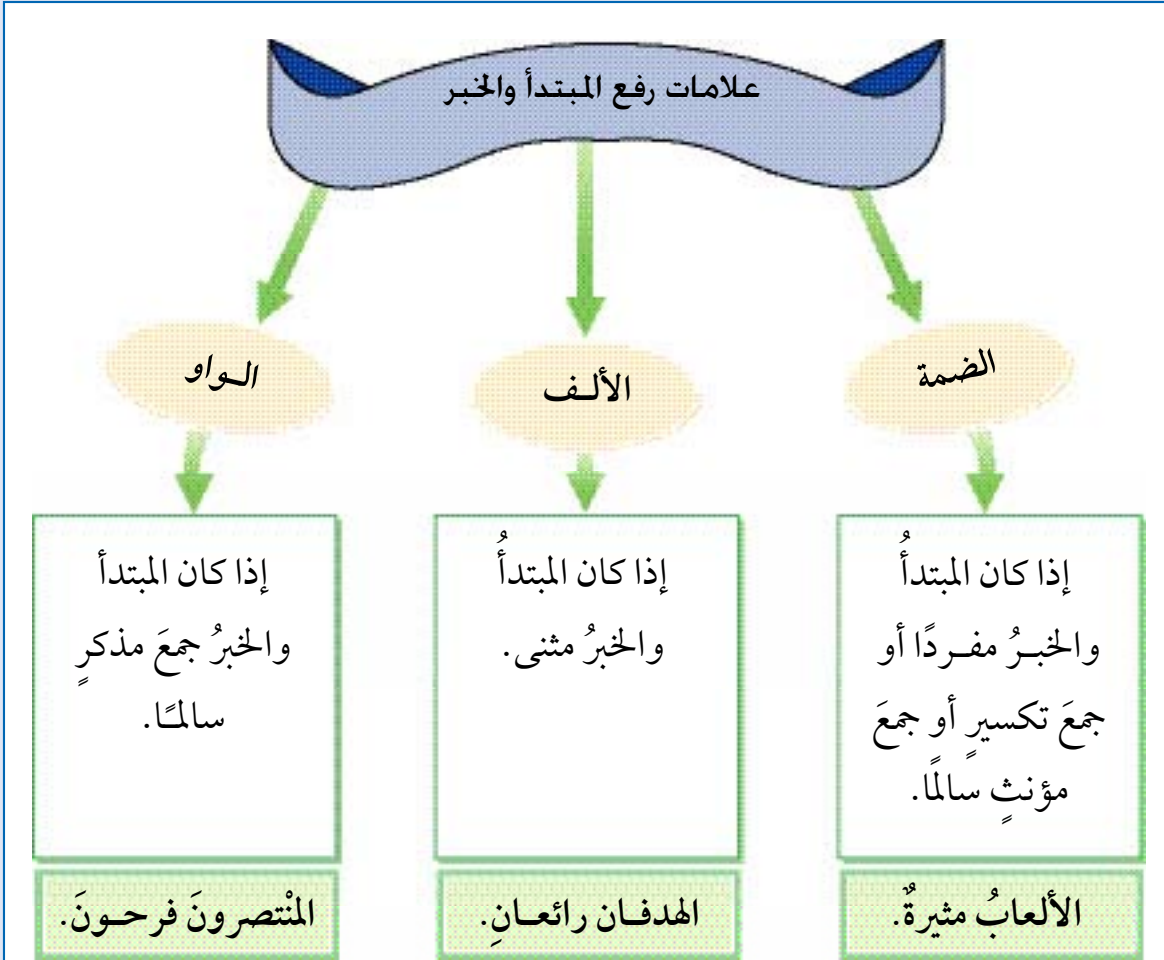 علامات رفع المبتدأ والخبر
الضمة
الألـف
الـواو
إذا كان المبتدأُ
والخبـرُ مفـردًا أو
جمعَ تكسيرٍ أو جمعَ
مؤنثٍ سالمًا.
إذا كان المبتدأُ
والخبرُ مثنى.
إذا كان المبتدأ
والخبرُ جمعَ مذكرٍ
سالمـًا.
الألعابُ مثيرةٌ.
الهدفـان رائعـانِ.
المنْتصرونَ فرحـونَ.